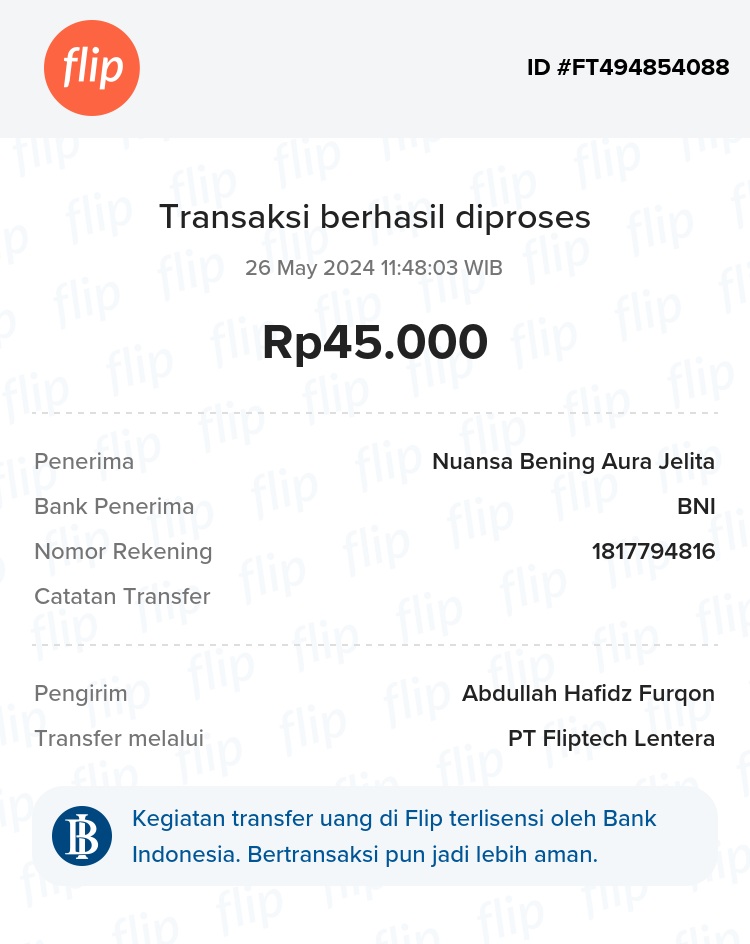 flip
ID #FT494854088
Transaksi berhasil diproses
26 May 2024 11:48:03 WIB
Rp45.000
Penerima Nuansa Bening Aura Jelita
Bank Penerima BNI
Nomor Rekening 1817794816
Catatan Transfer
Pengirim Abdullah Hafidz Furqon
Transfer melalui PT Fliptech Lentera
Kegiatan transfer uang di Flip terlisensi oleh Bank
Indonesia. Bertransaksi pun jadi lebih aman.